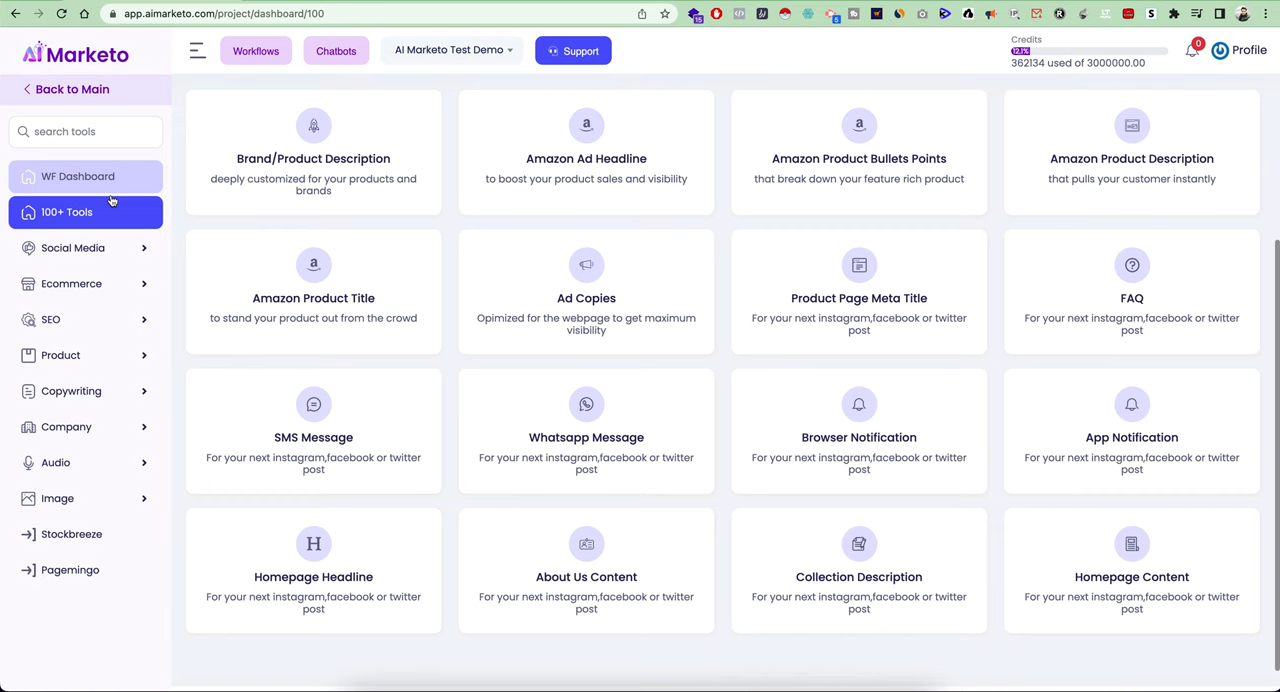 app.aimarketo.com/project/dashboard/100
15
6
Ai Marketo
Workflows
Chatbots
AI Marketo Test Demo
Support
Credits
12.1%
362134 used of 3000000.00
0
Profile
Back to Main
search tools
WF Dashboard
100+ Tools
Social Media
Ecommerce
SEO
Product
Copywriting
Company
Audio
Image
Stockbreeze
Pagemingo
Brand/Product Description
deeply customized for your products and
brands
Amazon Ad Headline
to boost your product sales and visibility
Amazon Product Bullets Points
that break down your feature rich product
Amazon Product Description
that pulls your customer instantly
Amazon Product Title
to stand your product out from the crowd
Ad Copies
Opimized for the webpage to get maximum
visibility
Product Page Meta Title
For your next instagram,facebook or twitter
post
FAQ
For your next instagram,facebook or twitter
post
SMS Message
For your next instagram,facebook or twitter
post
Whatsapp Message
For your next instagram,facebook or twitter
post
Browser Notification
For your next instagram,facebook or twitter
post
App Notification
For your next instagram,facebook or twitter
post
H
Homepage Headline
For your next instagram,facebook or twitter
post
About Us Content
For your next instagram,facebook or twitter
post
Collection Description
For your next instagram,facebook or twitter
post
Homepage Content
For your next instagram,facebook or twitter
post